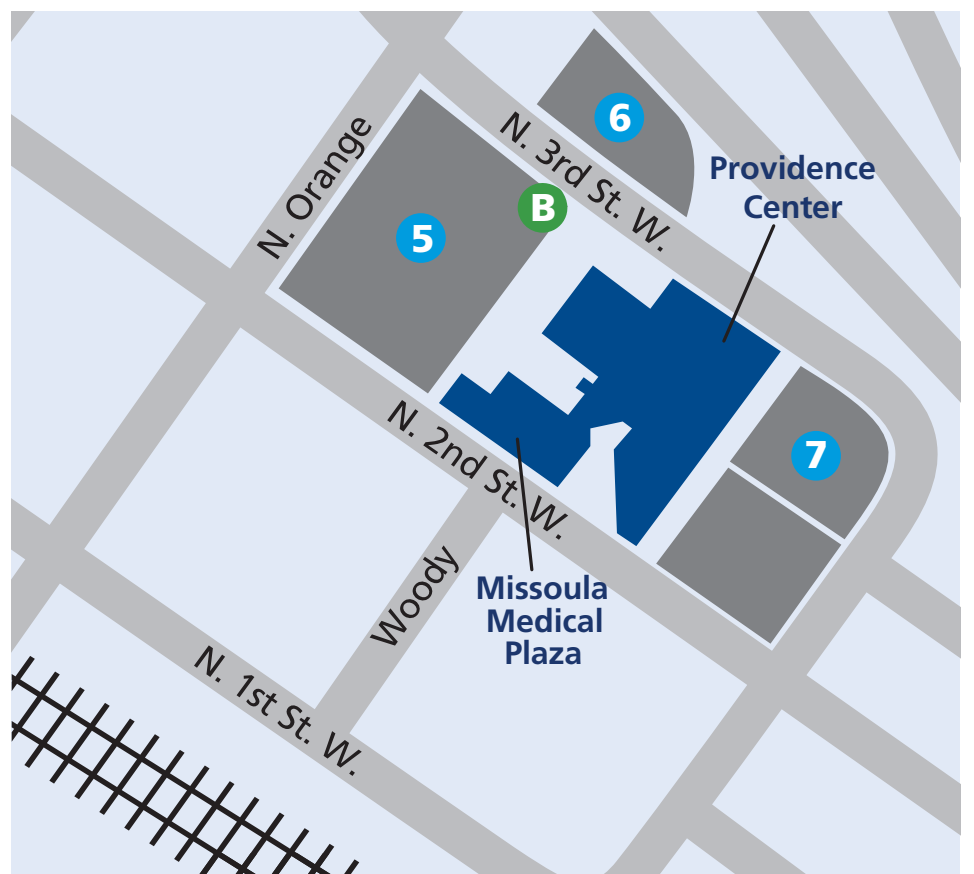 6
N. 3rd St. W.
N. Orange
Providence
Center
B
5
7
N. 2nd St. W.
Woody
Missoula
Medical
Plaza
N. 1st St. W.